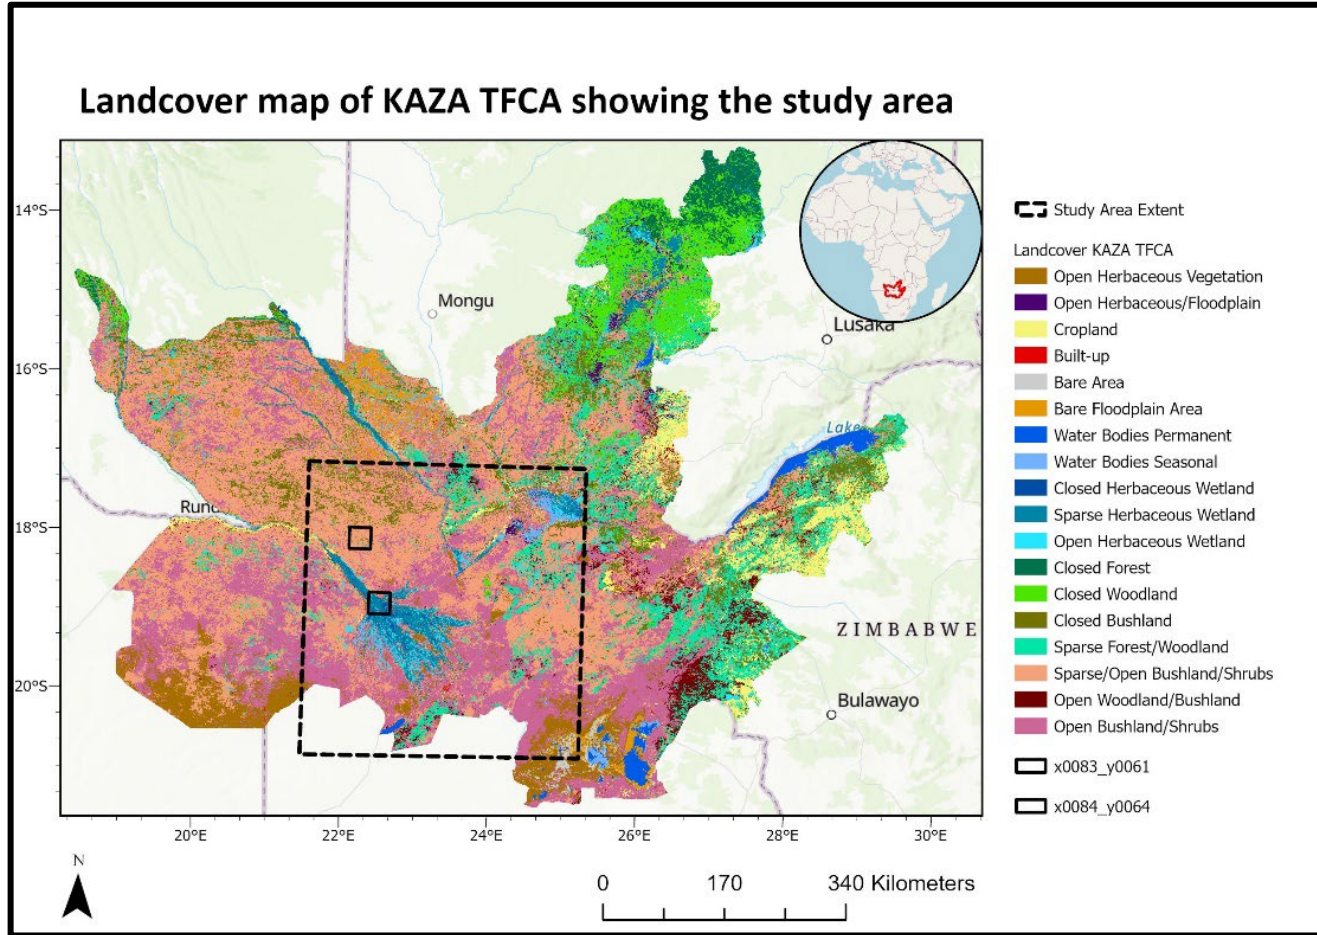 Landcover map of KAZA TFCA showing the study area
14°S
16°S
18°S
20°S
20°E
22°E
24°E
26°E
28°E
30°E
Mongu
Lusaka
Lake
Rund
ZIMBABWE
Bulawayo
Study Area Extent
Landcover KAZA TFCA
Open Herbaceous Vegetation
Open Herbaceous/Floodplain
Cropland
Built-up
Bare Area
Bare Floodplain Area
Water Bodies Permanent
Water Bodies Seasonal
Closed Herbaceous Wetland
Sparse Herbaceous Wetland
Open Herbaceous Wetland
Closed Forest
Closed Woodland
Closed Bushland
Sparse Forest/Woodland
Sparse/Open Bushland/Shrubs
Open Woodland/Bushland
Open Bushland/Shrubs
x0083_y0061
x0084_y0064
N
0 170 340 Kilometers